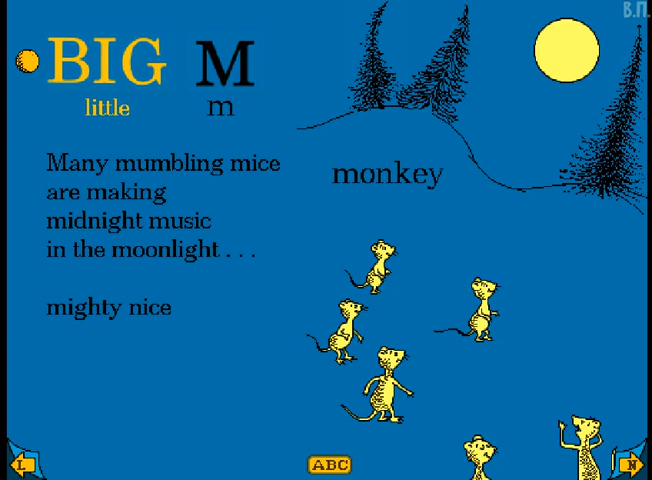 В.П.
BIG M
little m
Many mumbling mice
are making
midnight music
in the moonlight . . .
mighty nice
monkey
L
ABC
N